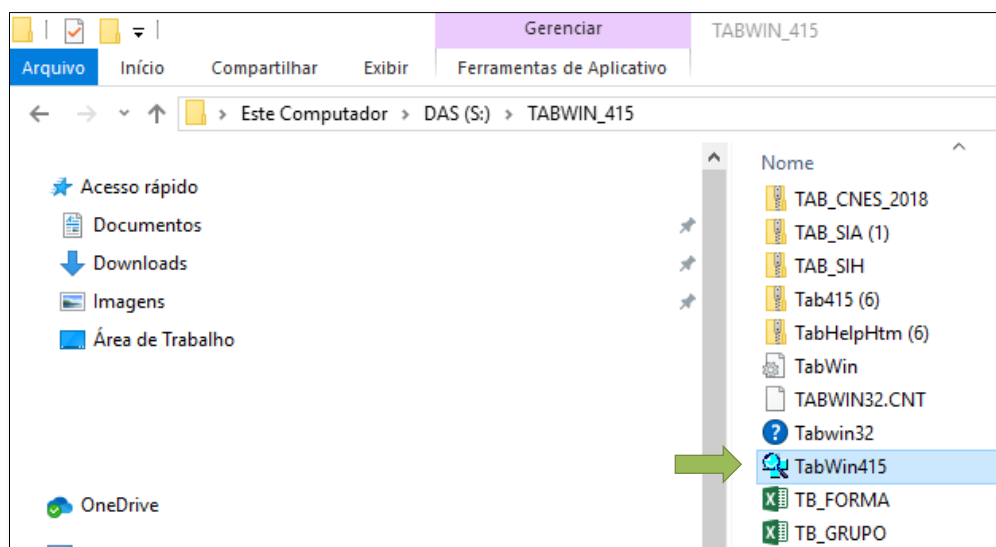 Gerenciar
TABWIN_415
Arquivo Início Compartilhar Exibir Ferramentas de Aplicativo
Este Computador > DAS (S:) > TABWIN_415
Acesso rápido
Documentos
Downloads
Imagens
Área de Trabalho
OneDrive
Nome
TAB_CNES_2018
TAB_SIA (1)
TAB_SIH
Tab415 (6)
TabHelpHtm (6)
TabWin
TABWIN32.CNT
Tabwin32
TabWin415
TB_FORMA
TB_GRUPO